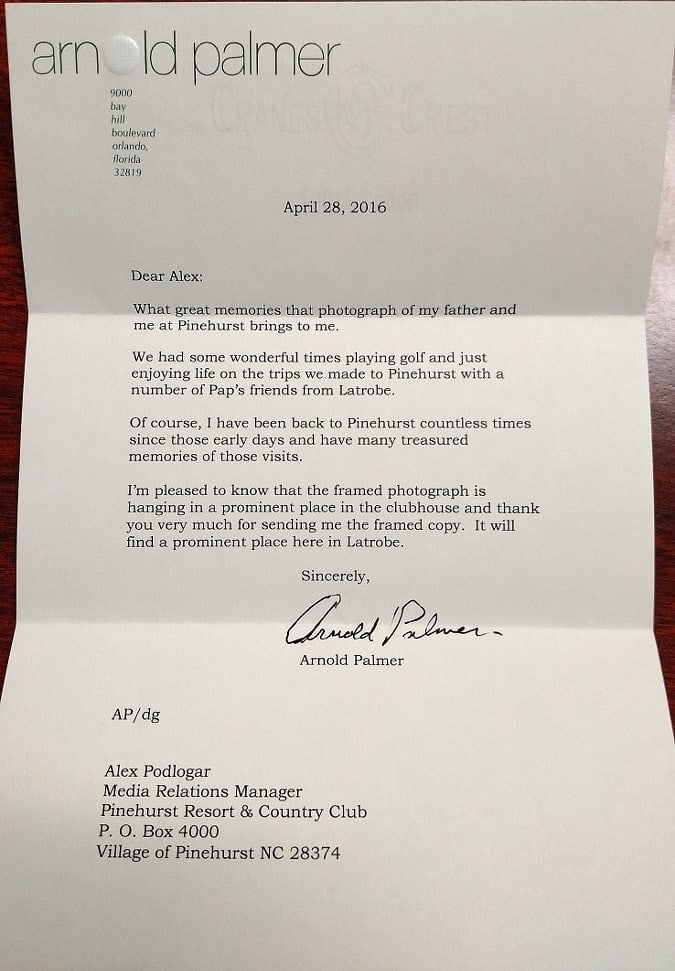 arnold palmer
9000
bay
hill
boulevard
orlando,
florida
32819
April 28, 2016
Dear Alex:
What great memories that photograph of my father and
me at Pinehurst brings to me.
We had some wonderful times playing golf and just
enjoying life on the trips we made to Pinehurst with a
number of Pap's friends from Latrobe.
Of course, I have been back to Pinehurst countless times
since those early days and have many treasured
memories of those visits.
I'm pleased to know that the framed photograph is
hanging in a prominent place in the clubhouse and thank
you very much for sending me the framed copy.  It will
find a prominent place here in Latrobe.
Sincerely,
Arnold Palmer
Arnold Palmer
AP/dg
Alex Podlogar
Media Relations Manager
Pinehurst Resort & Country Club
P. O. Box 4000
Village of Pinehurst NC 28374